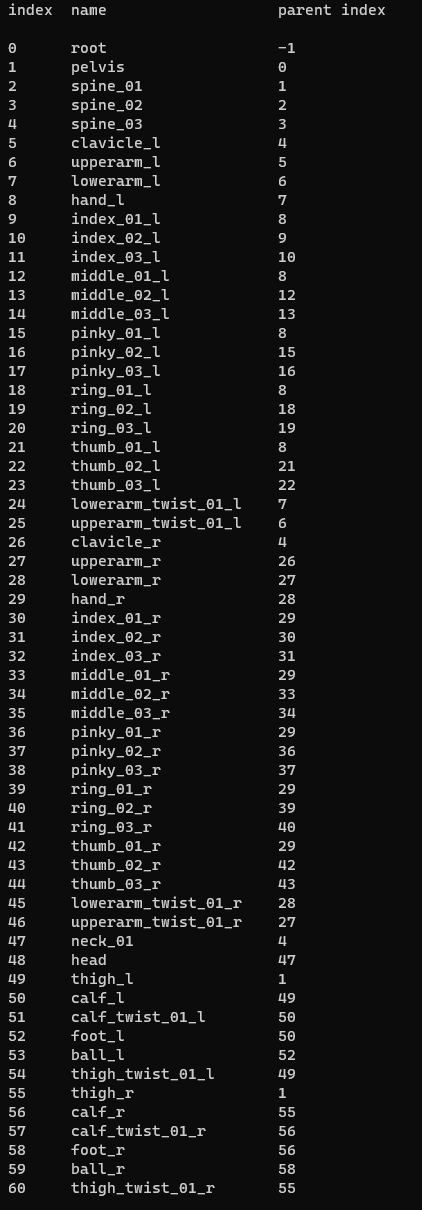 index  name                   parent index
0      root                   -1
1      pelvis                 0
2      spine_01               1
3      spine_02               2
4      spine_03               3
5      clavicle_l             4
6      upperarm_l             5
7      lowerarm_l             6
8      hand_l                 7
9      index_01_l             8
10     index_02_l             9
11     index_03_l             10
12     middle_01_l            8
13     middle_02_l            12
14     middle_03_l            13
15     pinky_01_l             8
16     pinky_02_l             15
17     pinky_03_l             16
18     ring_01_l              8
19     ring_02_l              18
20     ring_03_l              19
21     thumb_01_l             8
22     thumb_02_l             21
23     thumb_03_l             22
24     lowerarm_twist_01_l    7
25     upperarm_twist_01_l    6
26     clavicle_r             4
27     upperarm_r             26
28     lowerarm_r             27
29     hand_r                 28
30     index_01_r             29
31     index_02_r             30
32     index_03_r             31
33     middle_01_r            29
34     middle_02_r            33
35     middle_03_r            34
36     pinky_01_r             29
37     pinky_02_r             36
38     pinky_03_r             37
39     ring_01_r              29
40     ring_02_r              39
41     ring_03_r              40
42     thumb_01_r             29
43     thumb_02_r             42
44     thumb_03_r             43
45     lowerarm_twist_01_r    28
46     upperarm_twist_01_r    27
47     neck_01                4
48     head                   47
49     thigh_l                1
50     calf_l                 49
51     calf_twist_01_l        50
52     foot_l                 50
53     ball_l                 52
54     thigh_twist_01_l       49
55     thigh_r                1
56     calf_r                 55
57     calf_twist_01_r        56
58     foot_r                 56
59     ball_r                 58
60     thigh_twist_01_r       55